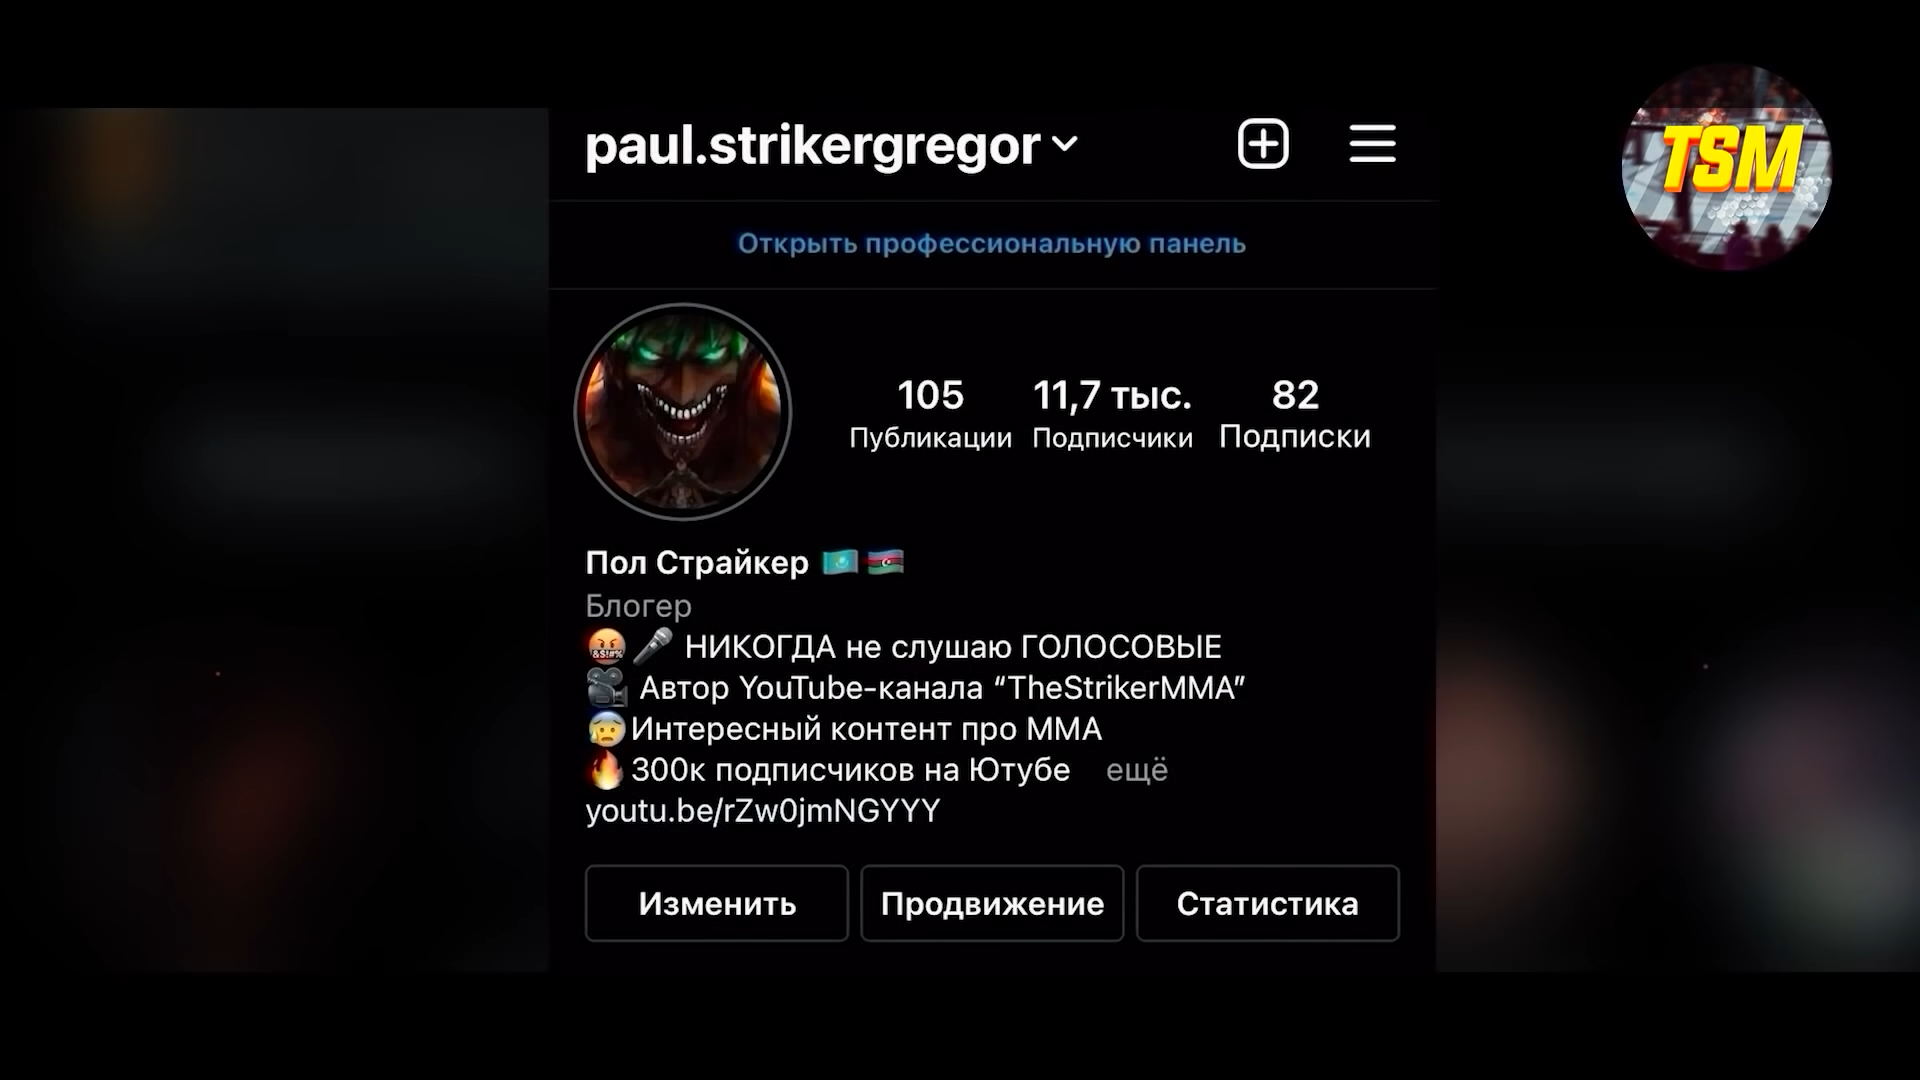 paul.strikergregor
TSM
Открыть профессиональную панель
105 11,7 тыс. 82
Публикации Подписчики Подписки
Пол Страйкер
Блогер
&$!#% НИКОГДА не слушаю ГОЛОСОВЫЕ
Автор YouTube-канала “TheStrikerMMA”
Интересный контент про ММА
300к подписчиков на Ютубе ещё
youtu.be/rZw0jmNGYYY
Изменить Продвижение Статистика